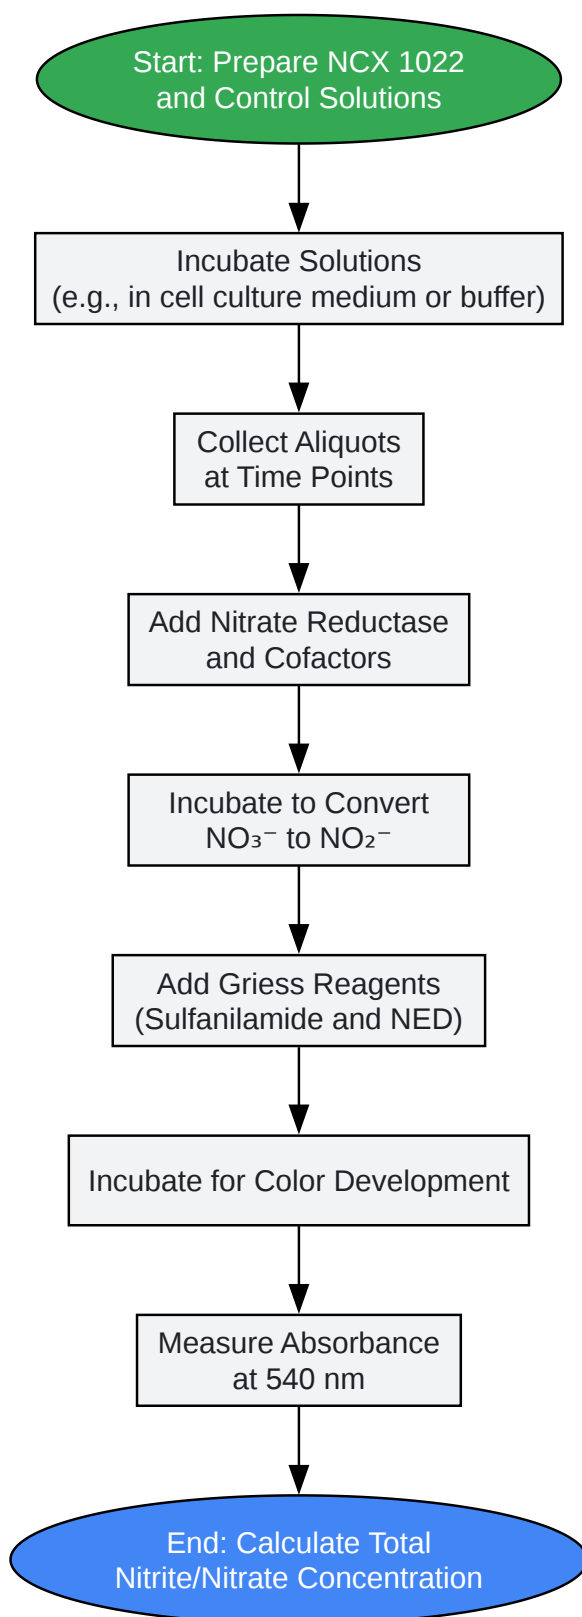 Start: Prepare NCX 1022
and Control Solutions
Incubate Solutions
(e.g., in cell culture medium or buffer)
Collect Aliquots
at Time Points
Add Nitrate Reductase
and Cofactors
Incubate to Convert
NO₃⁻ to NO₂⁻
Add Griess Reagents
(Sulfanilamide and NED)
Incubate for Color Development
Measure Absorbance
at 540 nm
End: Calculate Total
Nitrite/Nitrate Concentration